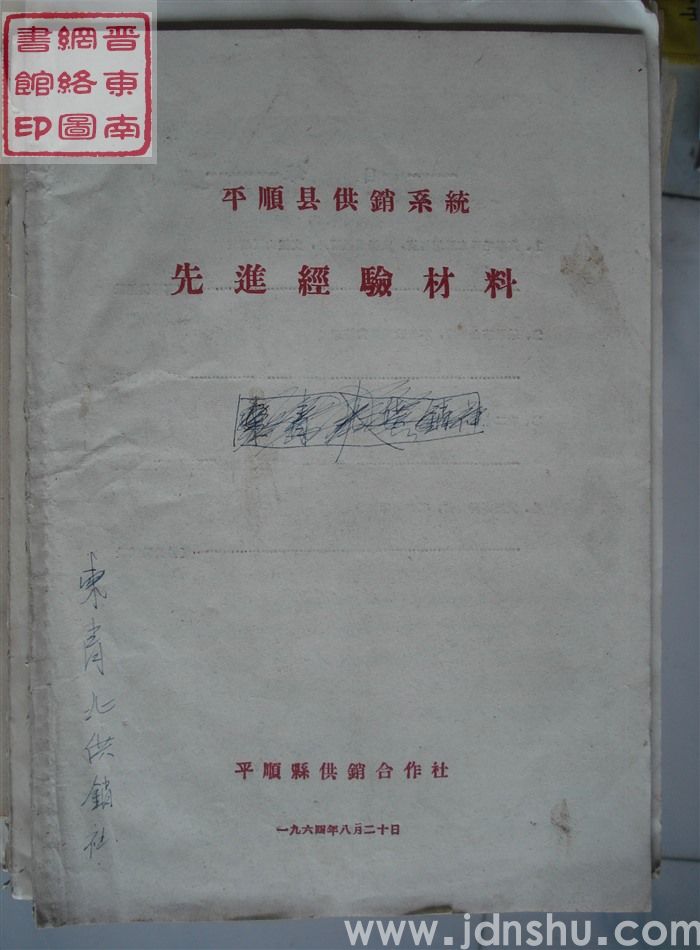 晋東南
網絡圖
書館印
平順县供銷系統
先進經驗材料
東青北供銷社
東青北供售銷社
平順縣供銷合作社
一九六四年八月二十日
www.jdnshu.com